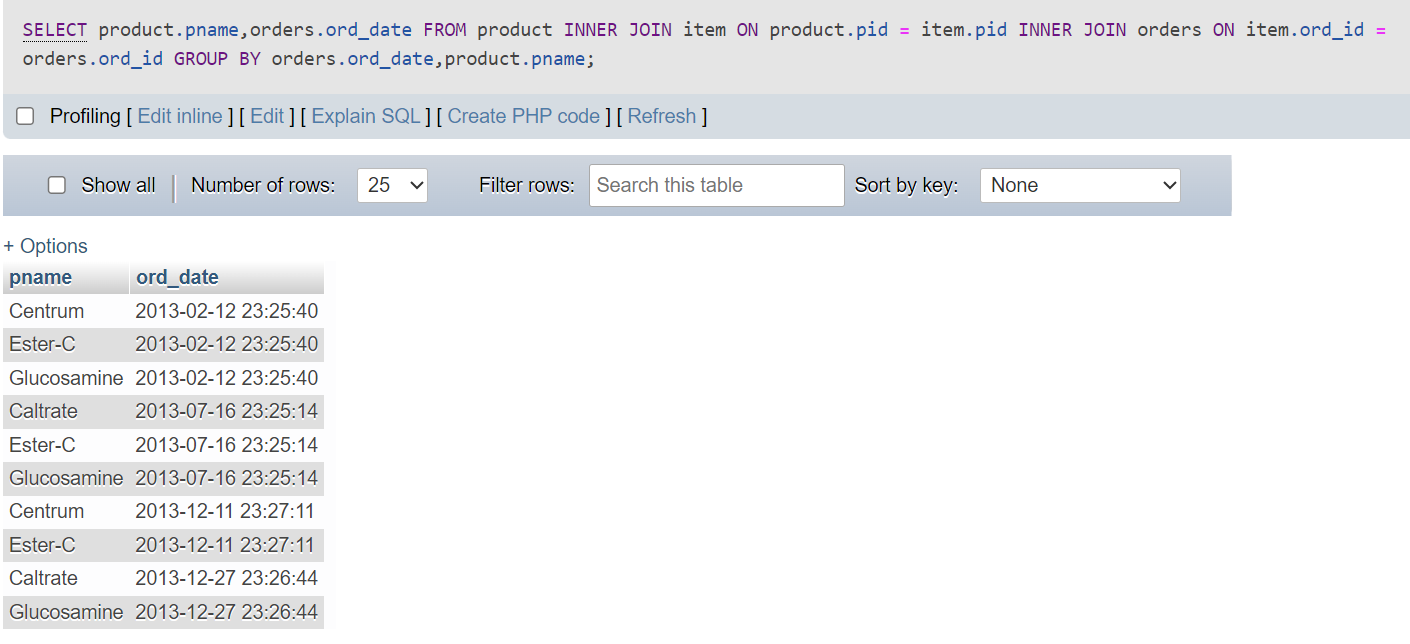 SELECT product.pname,orders.ord_date FROM product INNER JOIN item ON product.pid = item.pid INNER JOIN orders ON item.ord_id =
orders.ord_id GROUP BY orders.ord_date,product.pname;
Profiling [ Edit inline ] [ Edit ] [ Explain SQL ] [ Create PHP code ] [ Refresh ]
Show all | Number of rows: 25 Filter rows: Search this table Sort by key: None
+ Options
pname ord_date
Centrum 2013-02-12 23:25:40
Ester-C 2013-02-12 23:25:40
Glucosamine 2013-02-12 23:25:40
Caltrate 2013-07-16 23:25:14
Ester-C 2013-07-16 23:25:14
Glucosamine 2013-07-16 23:25:14
Centrum 2013-12-11 23:27:11
Ester-C 2013-12-11 23:27:11
Caltrate 2013-12-27 23:26:44
Glucosamine 2013-12-27 23:26:44